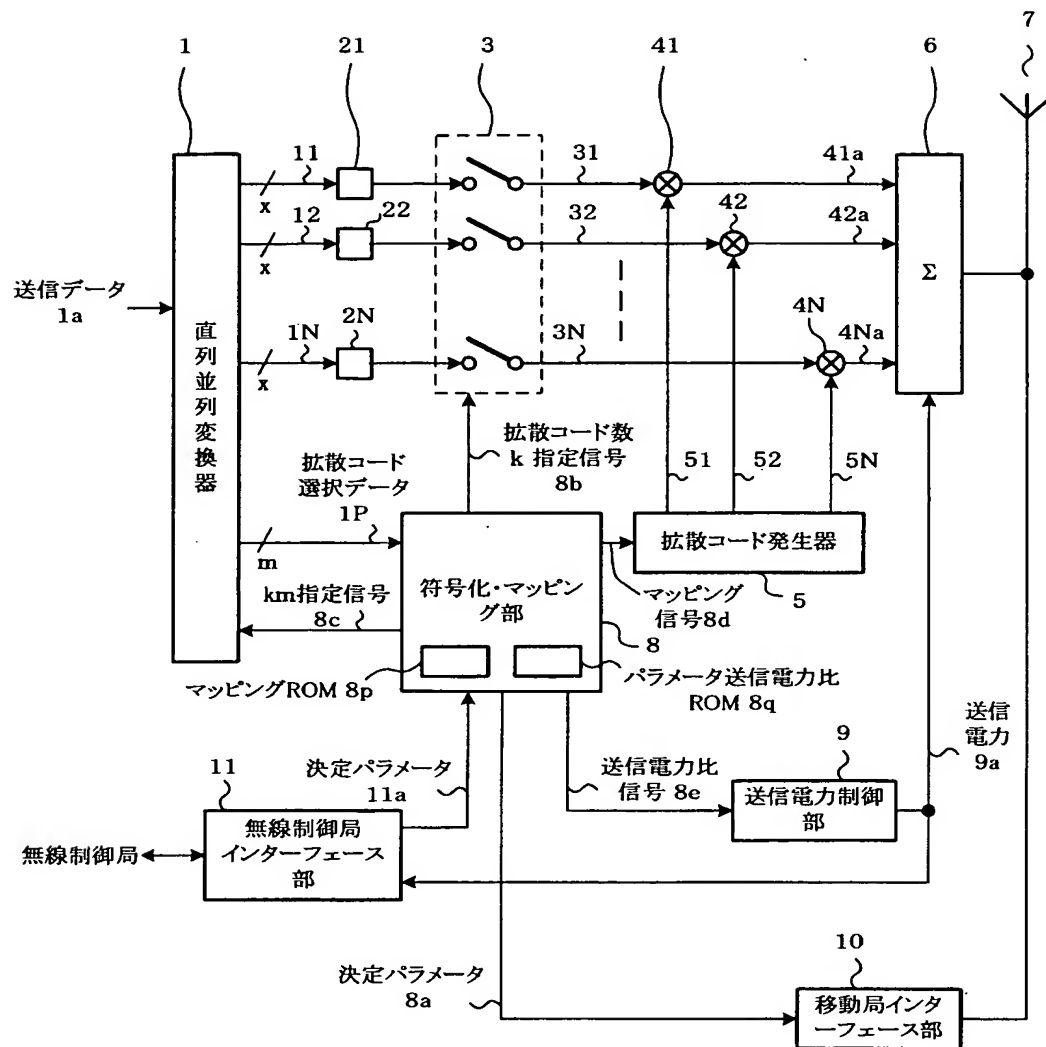 7
1
21
3
41
6
11
31
41a
x
12
22
32
42
42a
x
送信データ
1a
Σ
1N
2N
3N
4N
4Na
x
直列並列変換器
拡散コード数
k 指定信号
8b
51
52
5N
拡散コード
選択データ
1P
m
拡散コード発生器
5
符号化・マッピ
ング部
マッピング
信号8d
km指定信号
8c
8
マッピングROM 8p
パラメータ送信電力比
ROM 8q
送信
電力
9a
決定パラメータ
11a
送信電力比
信号 8e
9
送信電力制御
部
11
無線制御局
インターフェース
部
無線制御局
決定パラメータ
8a
10
移動局インタ
ーフェース部